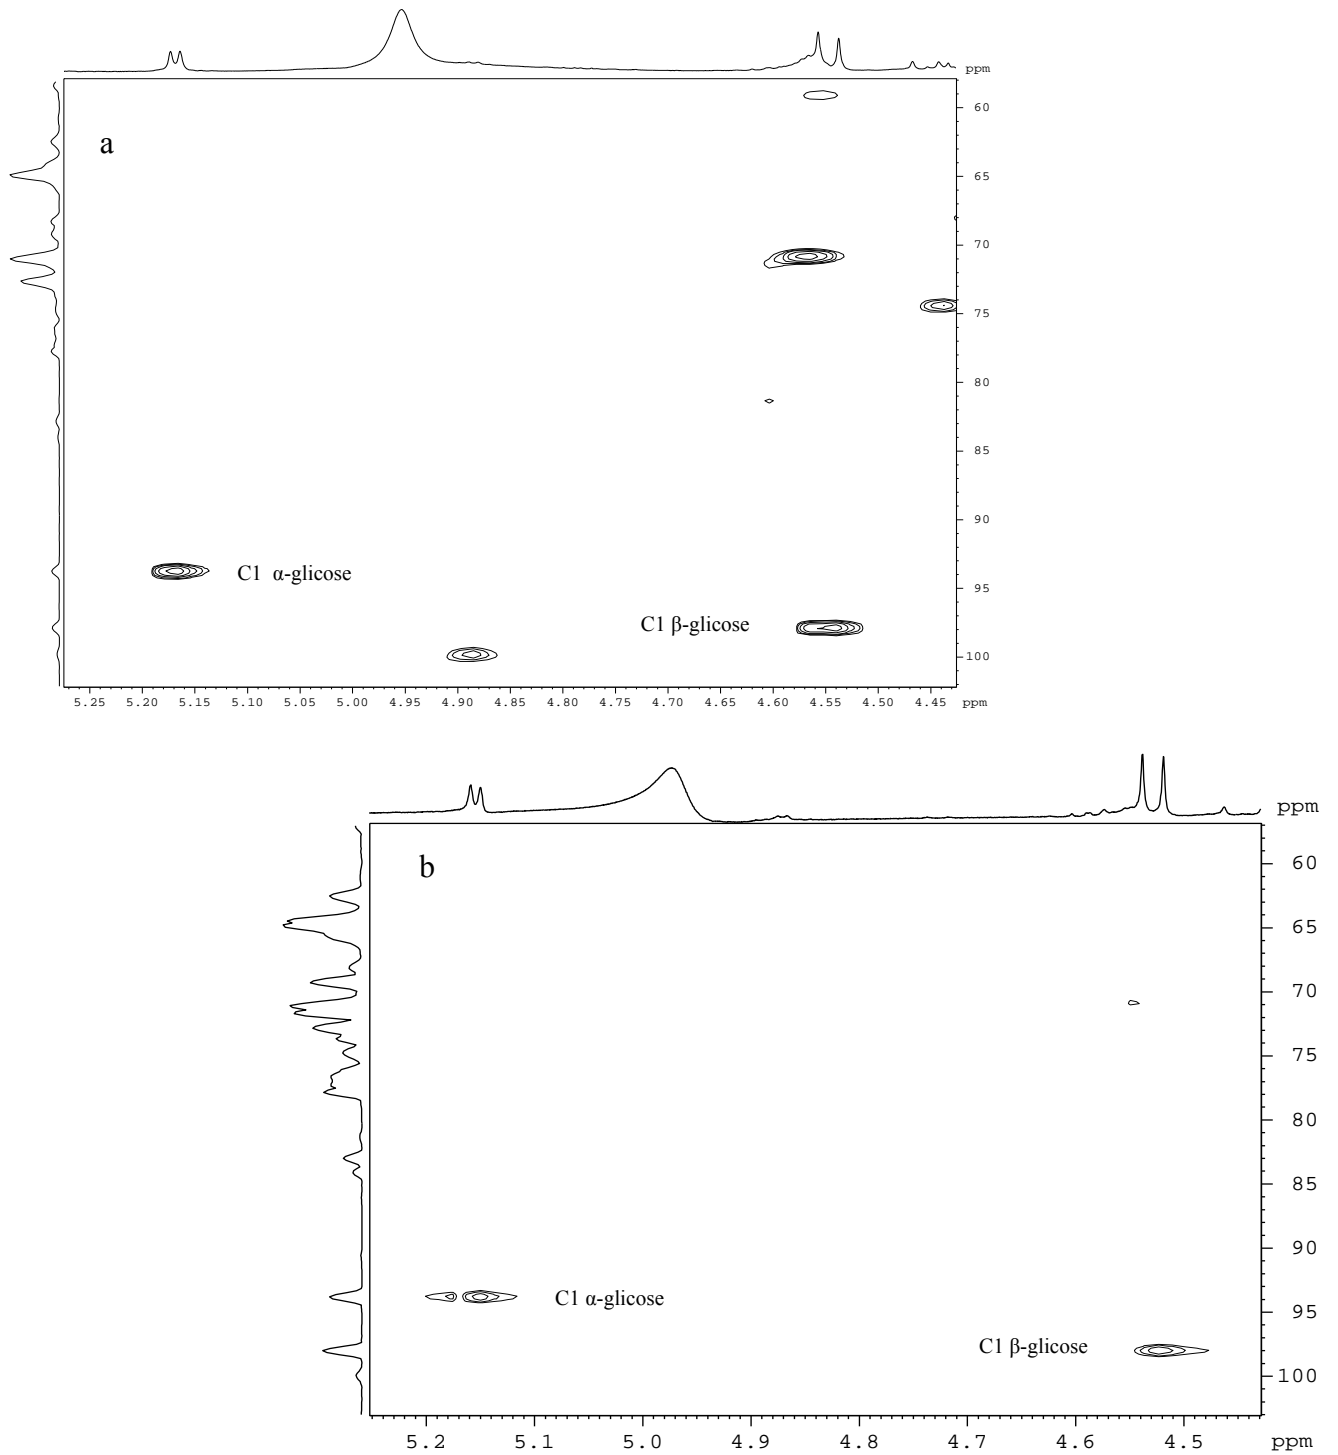 ppm
60
a
65
70
75
80
85
90
C1 α-glicose
95
C1 β-glicose
100
5.25 5.20 5.15 5.10 5.05 5.00 4.95 4.90 4.85 4.80 4.75 4.70 4.65 4.60 4.55 4.50 4.45 ppm
ppm
b
60
65
70
75
80
85
90
C1 α-glicose
95
C1 β-glicose
100
5.2 5.1 5.0 4.9 4.8 4.7 4.6 4.5 ppm